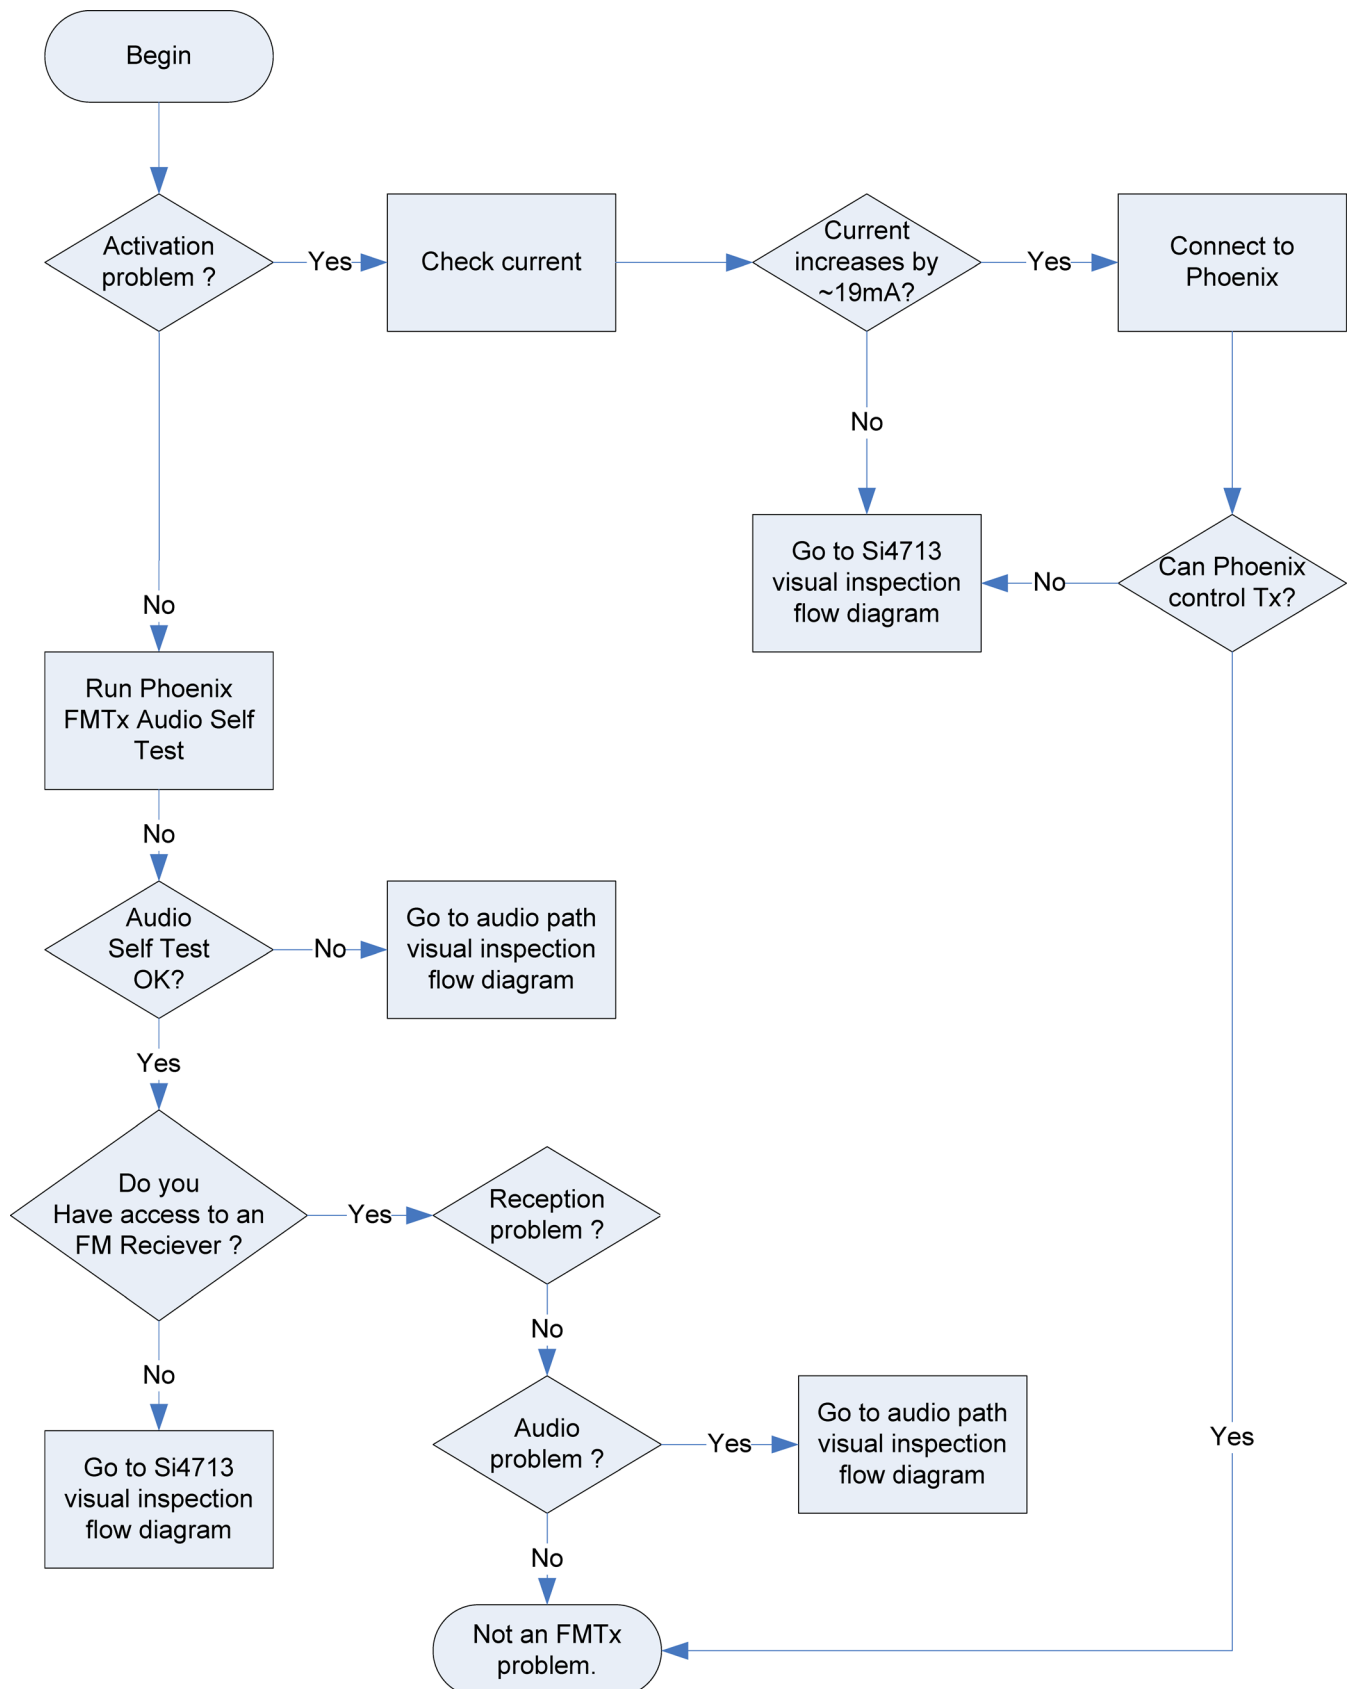 Begin
Activation
problem ?
Yes
Check current
Current
increases by
~19mA?
Yes
Connect to
Phoenix
No
Go to Si4713
visual inspection
flow diagram
No
Can Phoenix
control Tx?
No
Run Phoenix
FMTx Audio Self
Test
No
Audio
Self Test
OK?
No
Go to audio path
visual inspection
flow diagram
Yes
Do you
Have access to an
FM Reciever ?
Yes
Reception
problem ?
No
No
Go to Si4713
visual inspection
flow diagram
Audio
problem ?
Yes
Go to audio path
visual inspection
flow diagram
Yes
No
Not an FMTx
problem.